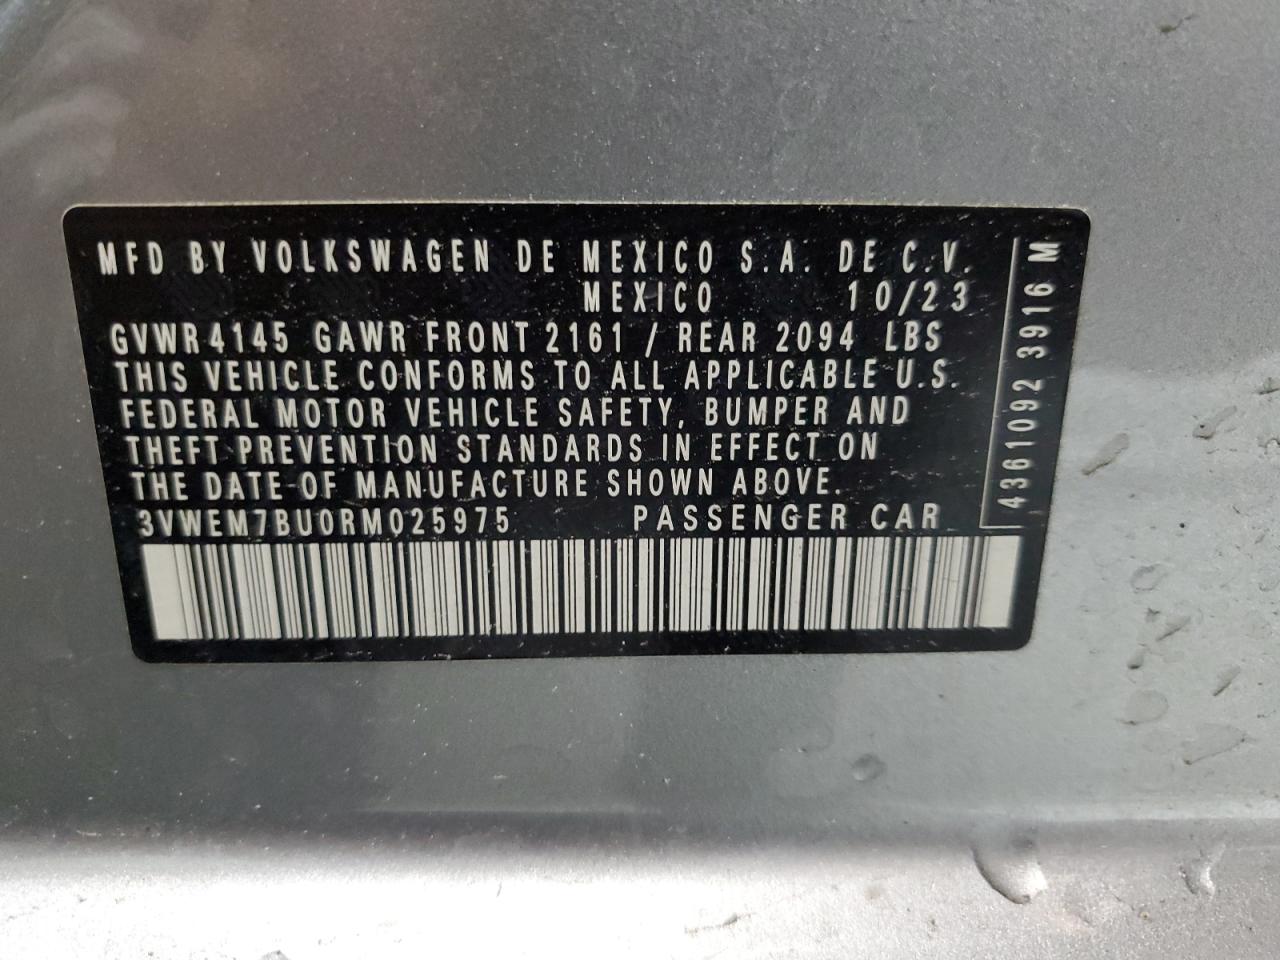 MFD BY VOLKSWAGEN DE MEXICO S.A. DE C.V.
MEXICO 10/23
GVWR 4145 GAWR FRONT 2161 / REAR 2094 LBS
THIS VEHICLE CONFORMS TO ALL APPLICABLE U.S.
FEDERAL MOTOR VEHICLE SAFETY, BUMPER AND
THEFT PREVENTION STANDARDS IN EFFECT ON
THE DATE OF MANUFACTURE SHOWN ABOVE.
3VWEM7BU0RM025975 PASSENGER CAR
4361092 3916 M